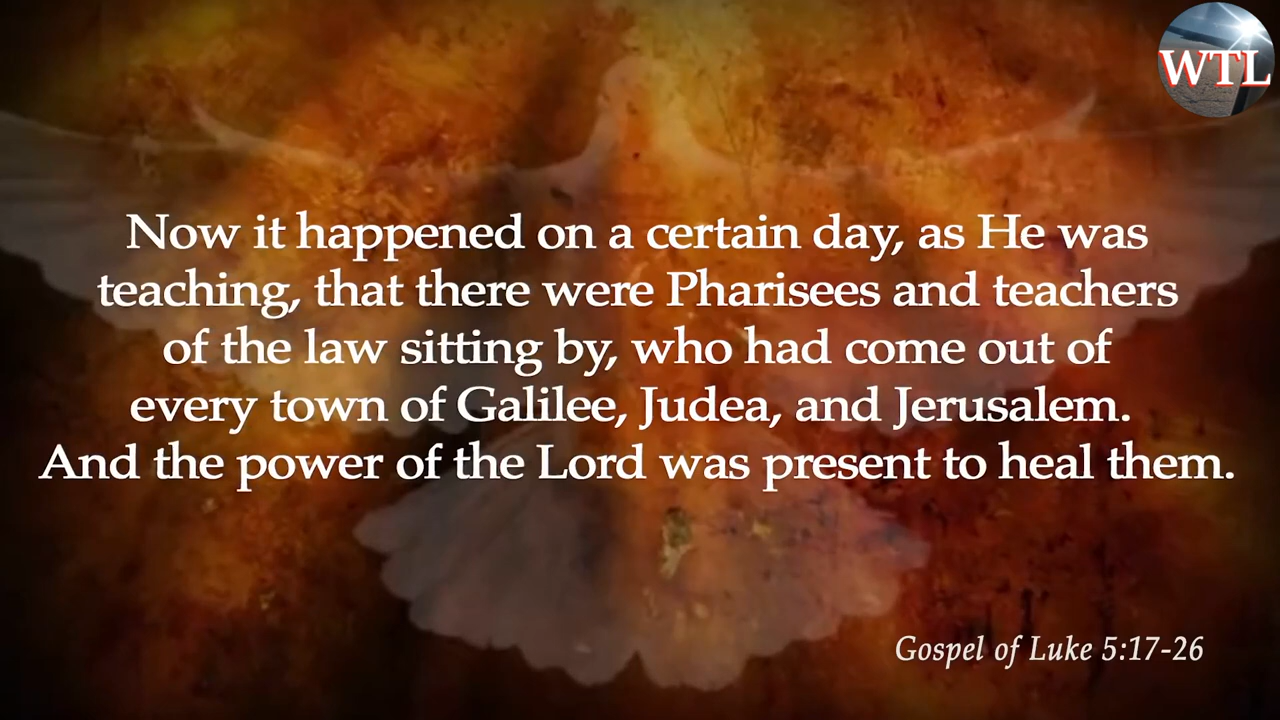 WTL
Now it happened on a certain day, as He was
teaching, that there were Pharisees and teachers
of the law sitting by, who had come out of
every town of Galilee, Judea, and Jerusalem.
And the power of the Lord was present to heal them.
Gospel of Luke 5:17-26